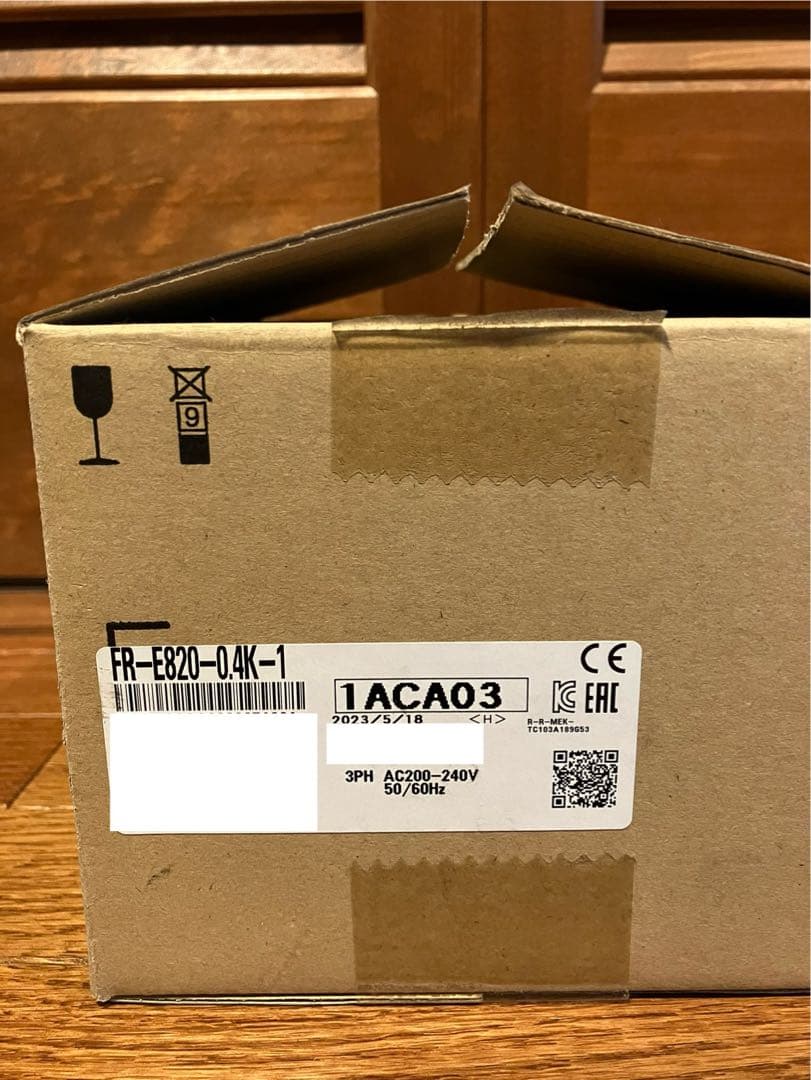 9
FR-E820-0.4K-1
CE
1ACA03
EAC
2023/5/18 <H>
R-R-MEK-
TC103A189G53
3PH AC200-240V
50/60Hz